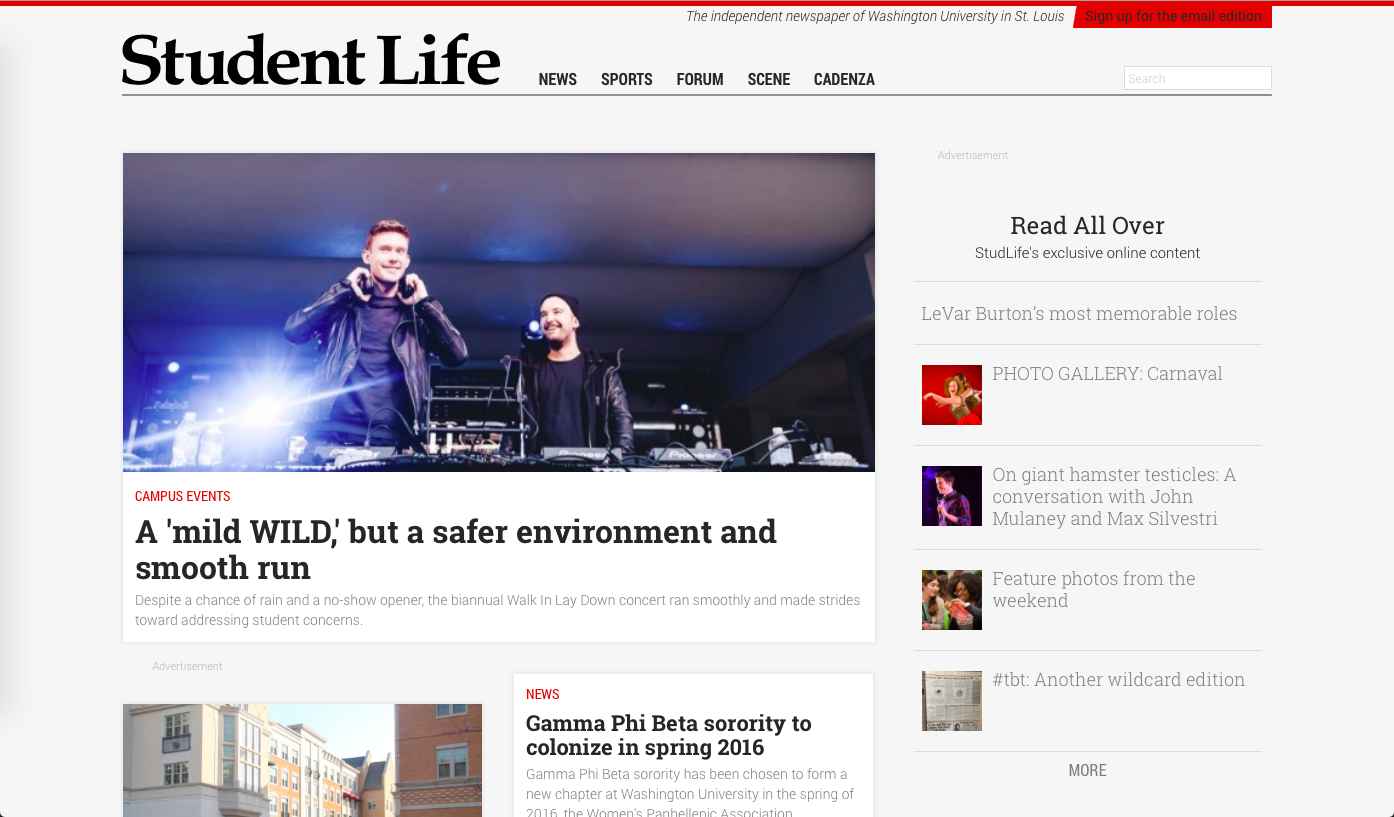 The independent newspaper of Washington University in St. Louis
Sign up for the email edition
Student Life
NEWS SPORTS FORUM SCENE CADENZA
Search
CAMPUS EVENTS
A 'mild WILD,' but a safer environment and
smooth run
Despite a chance of rain and a no-show opener, the biannual Walk In Lay Down concert ran smoothly and made strides
toward addressing student concerns.
Advertisement
NEWS
Gamma Phi Beta sorority to
colonize in spring 2016
Gamma Phi Beta sorority has been chosen to form a
new chapter at Washington University in the spring of
2016, the Women's Panhellenic Association
Advertisement
Read All Over
StudLife's exclusive online content
LeVar Burton's most memorable roles
PHOTO GALLERY: Carnaval
On giant hamster testicles: A
conversation with John
Mulaney and Max Silvestri
Feature photos from the
weekend
#tbt: Another wildcard edition
MORE